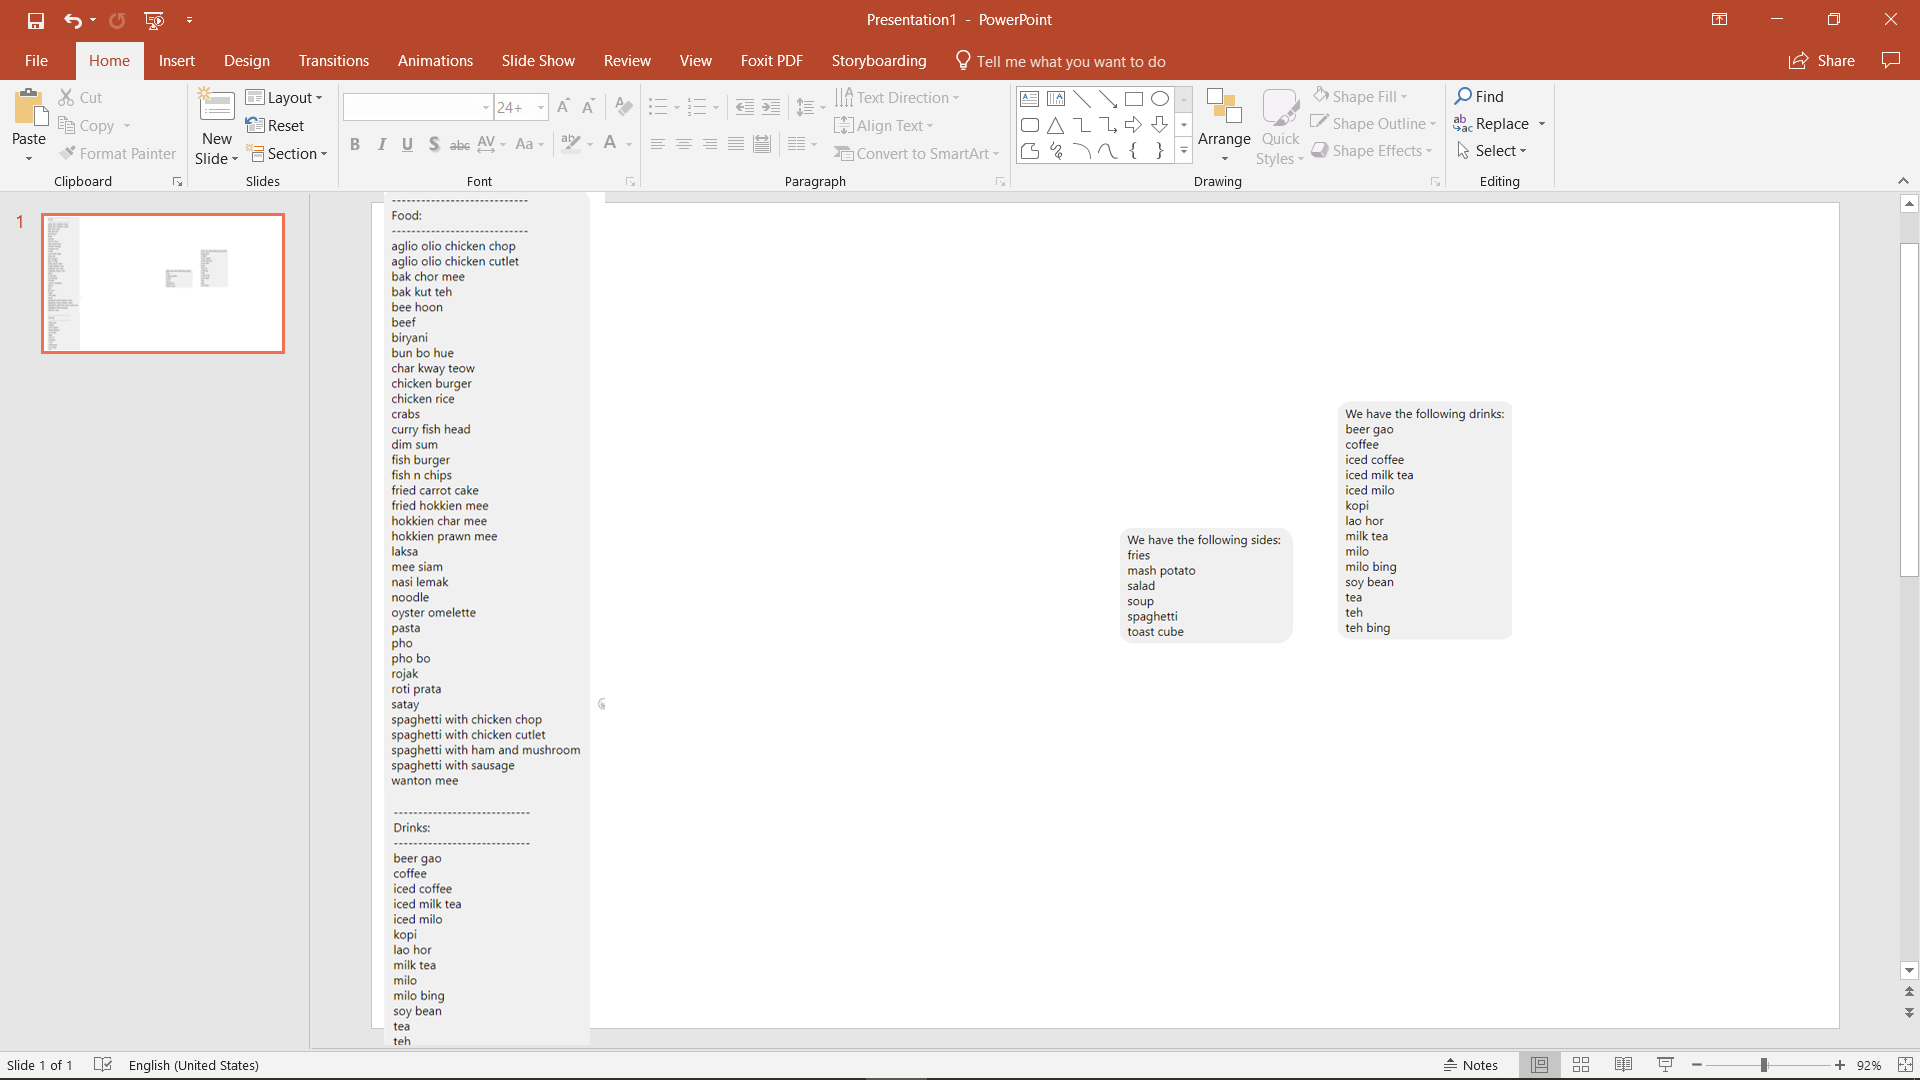 Presentation1 - PowerPoint
File Home Insert Design Transitions Animations Slide Show Review View Foxit PDF Storyboarding Tell me what you want to do Share
Paste
Cut
Copy
Format Painter
Clipboard
New Slide
Layout
Reset
Section
Slides
24+
B I U S abc AV Aa A
Font
Text Direction
Align Text
Convert to SmartArt
Paragraph
Arrange
Quick Styles
Shape Fill
Shape Outline
Shape Effects
Drawing
Find
Replace
Select
Editing
1
----------------------------
Food:
----------------------------
aglio olio chicken chop
aglio olio chicken cutlet
bak chor mee
bak kut teh
bee hoon
beef
biryani
bun bo hue
char kway teow
chicken burger
chicken rice
crabs
curry fish head
dim sum
fish burger
fish n chips
fried carrot cake
fried hokkien mee
hokkien char mee
hokkien prawn mee
laksa
mee siam
nasi lemak
noodle
oyster omelette
pasta
pho
pho bo
rojak
roti prata
satay
spaghetti with chicken chop
spaghetti with chicken cutlet
spaghetti with ham and mushroom
spaghetti with sausage
wanton mee
----------------------------
Drinks:
----------------------------
beer gao
coffee
iced coffee
iced milk tea
iced milo
kopi
lao hor
milk tea
milo
milo bing
soy bean
tea
teh
We have the following sides:
fries
mash potato
salad
soup
spaghetti
toast cube
We have the following drinks:
beer gao
coffee
iced coffee
iced milk tea
iced milo
kopi
lao hor
milk tea
milo
milo bing
soy bean
tea
teh
teh bing
Slide 1 of 1 English (United States) Notes 92%